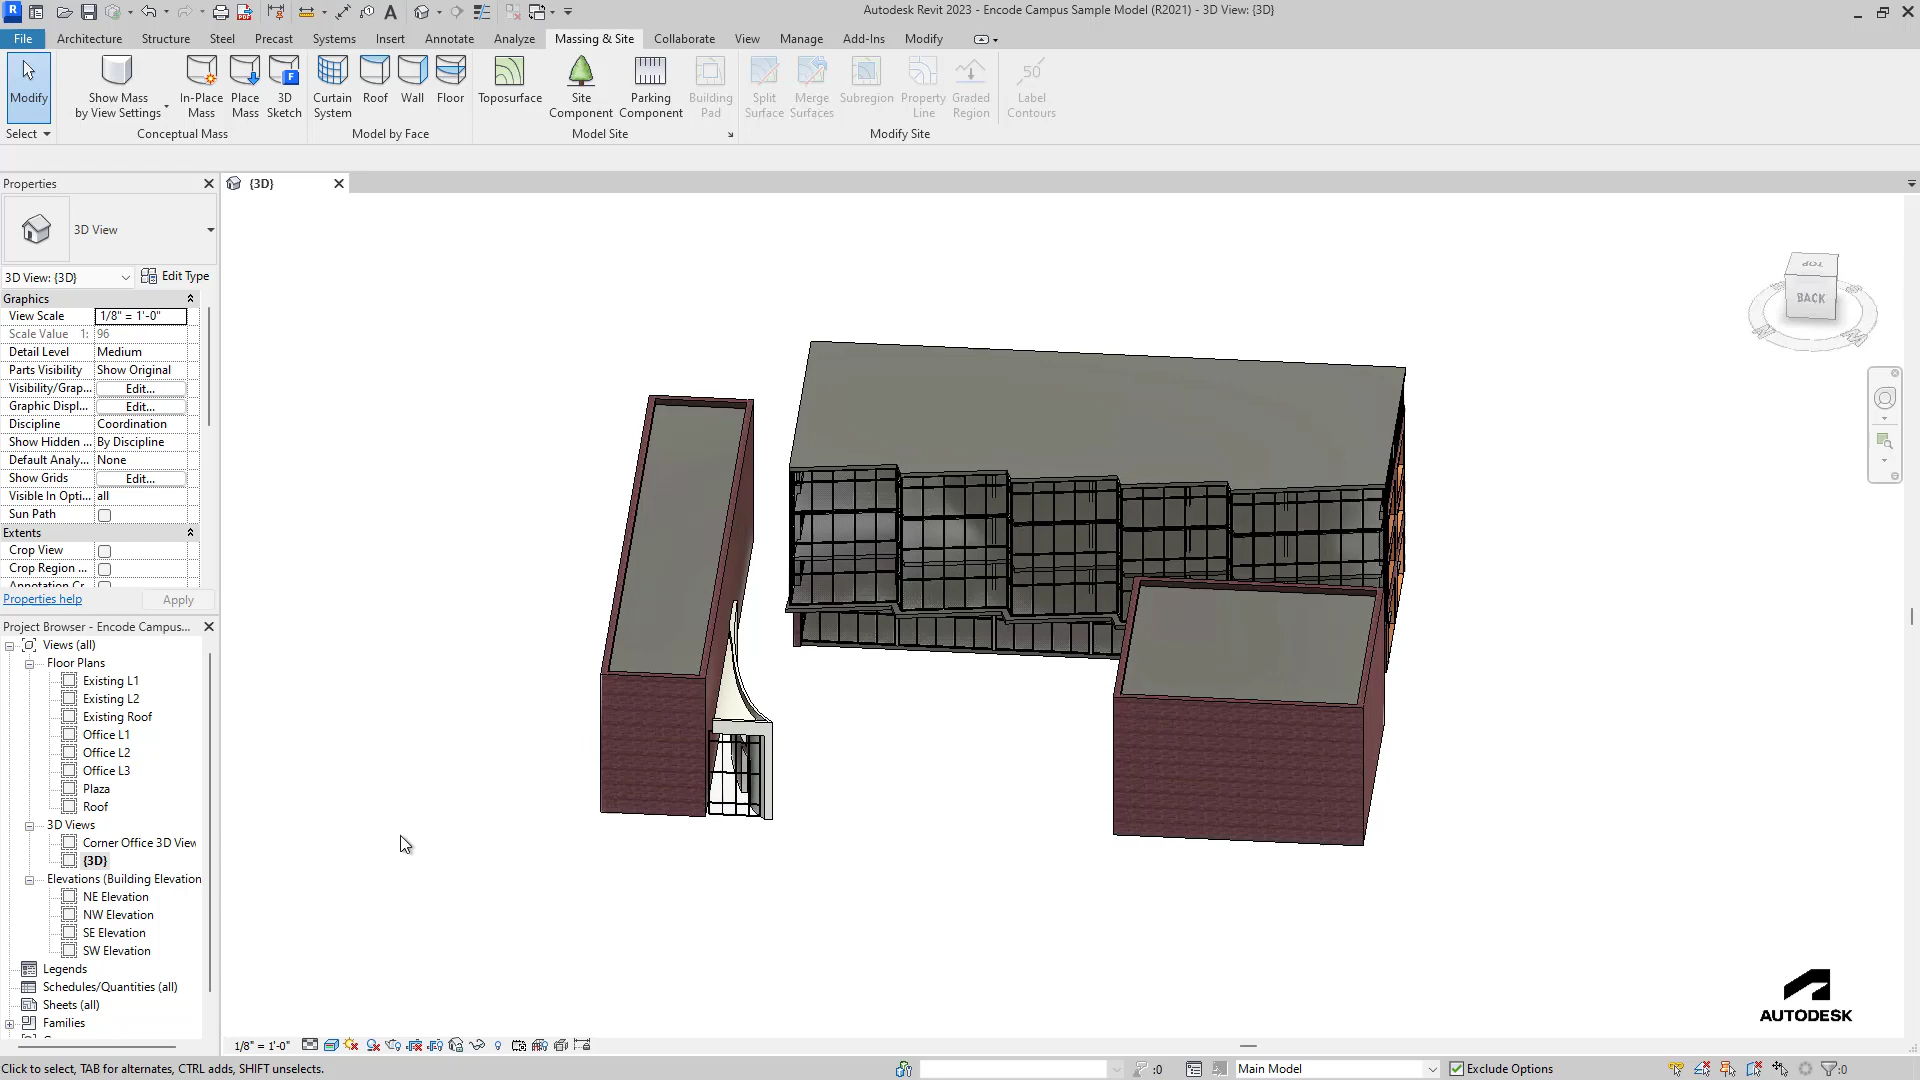 Autodesk Revit 2023 - Encode Campus Sample Model (R2021) - 3D View: {3D}
File Architecture Structure Steel Precast Systems Insert Annotate Analyze Massing & Site Collaborate View Manage Add-Ins Modify
Modify
Show Mass by View Settings
In-Place Mass
Place Mass
3D Sketch
Curtain System
Roof
Wall
Floor
Toposurface
Site Component
Parking Component
Building Pad
Split Surface
Merge Surfaces
Subregion
Property Line
Graded Region
50
Label Contours
Select
Conceptual Mass
Model by Face
Model Site
Modify Site
Properties
{3D}
3D View
3D View: {3D}
Edit Type
Graphics
View Scale 1/8" = 1'-0"
Scale Value 1: 96
Detail Level Medium
Parts Visibility Show Original
Visibility/Grap... Edit...
Graphic Displ... Edit...
Discipline Coordination
Show Hidden ... By Discipline
Default Analy... None
Show Grids Edit...
Visible In Opti... all
Sun Path
Extents
Crop View
Crop Region ...
Annotation Cr
Properties help
Apply
Project Browser - Encode Campus...
Views (all)
Floor Plans
Existing L1
Existing L2
Existing Roof
Office L1
Office L2
Office L3
Plaza
Roof
3D Views
Corner Office 3D View
{3D}
Elevations (Building Elevation
NE Elevation
NW Elevation
SE Elevation
SW Elevation
Legends
Schedules/Quantities (all)
Sheets (all)
Families
TOP
BACK
AUTODESK
1/8" = 1'-0"
Click to select, TAB for alternates, CTRL adds, SHIFT unselects.
:0
Main Model
Exclude Options
:0